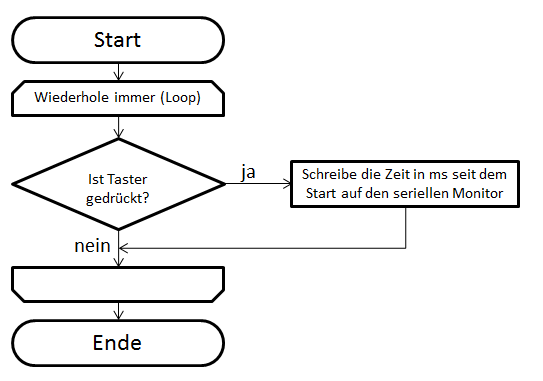 Start
Wiederhole immer (Loop)
Ist Taster
gedrückt?
ja
Schreibe die Zeit in ms seit dem
Start auf den seriellen Monitor
nein
Ende